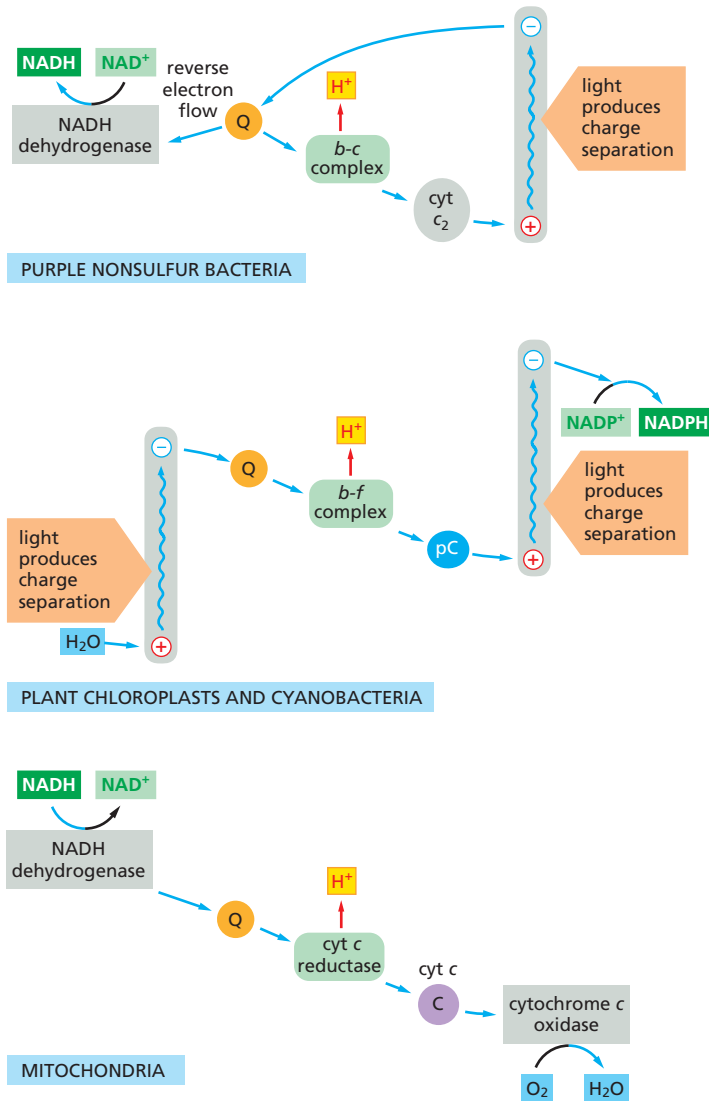 NADH NAD⁺
reverse
electron
flow
NADH
dehydrogenase
Q
H⁺
b-c
complex
cyt
c₂
−
+
light
produces
charge
separation
PURPLE NONSULFUR BACTERIA
light
produces
charge
separation
H₂O
−
+
Q
H⁺
b-f
complex
pC
−
+
NADP⁺ NADPH
light
produces
charge
separation
PLANT CHLOROPLASTS AND CYANOBACTERIA
NADH NAD⁺
NADH
dehydrogenase
Q
H⁺
cyt c
reductase
cyt c
C
cytochrome c
oxidase
O₂ H₂O
MITOCHONDRIA